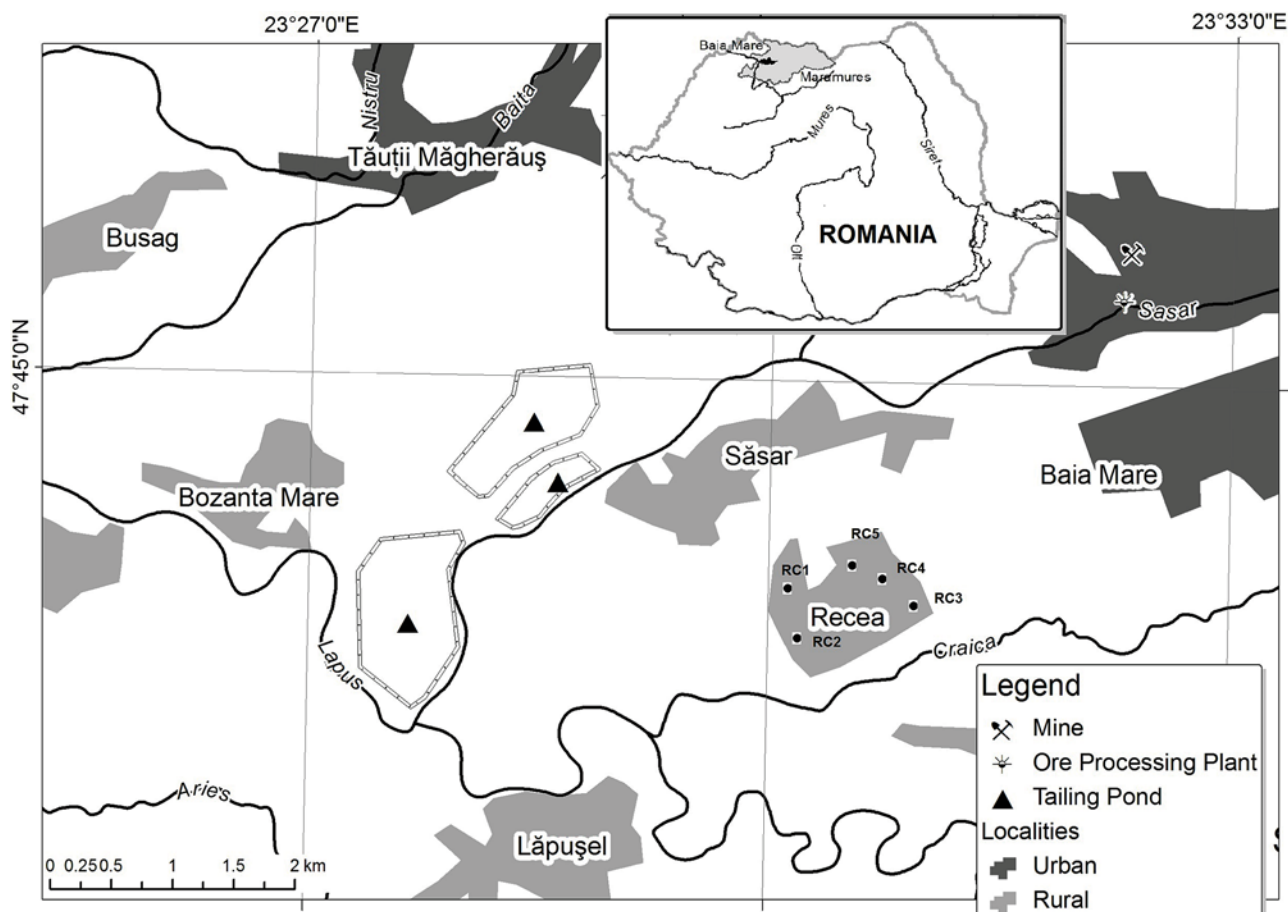 23°27'0"E
23°33'0"E
47°45'0"N
Baia Mare
Maramures
Mures
Siret
Olt
ROMANIA
Nistru
Baita
Tăuții Măgherăuş
Busag
Sasar
Bozanta Mare
Săsar
Baia Mare
RC5
RC1
RC4
RC3
Recea
RC2
Lapus
Craica
Aries
Lăpuşel
0 0.25 0.5 1 1.5 2 km
Legend
Mine
Ore Processing Plant
Tailing Pond
Localities
Urban
Rural